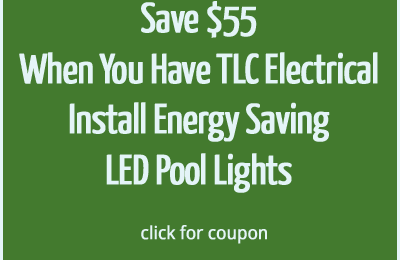 Save $55
When You Have TLC Electrical
Install Energy Saving
LED Pool Lights
click for coupon